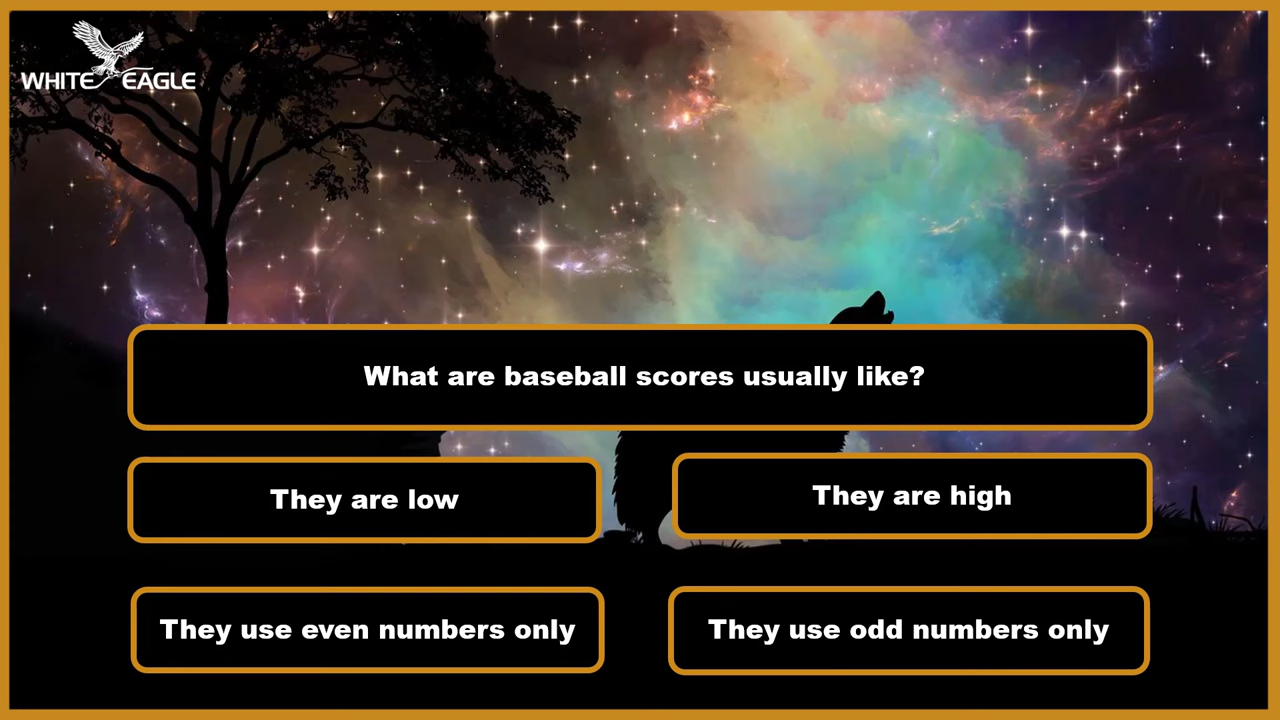 WHITE EAGLE
What are baseball scores usually like?
They are low
They are high
They use even numbers only
They use odd numbers only